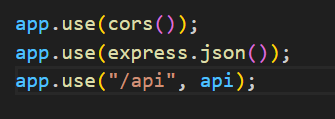 app.use(cors());
app.use(express.json());
app.use("/api", api);